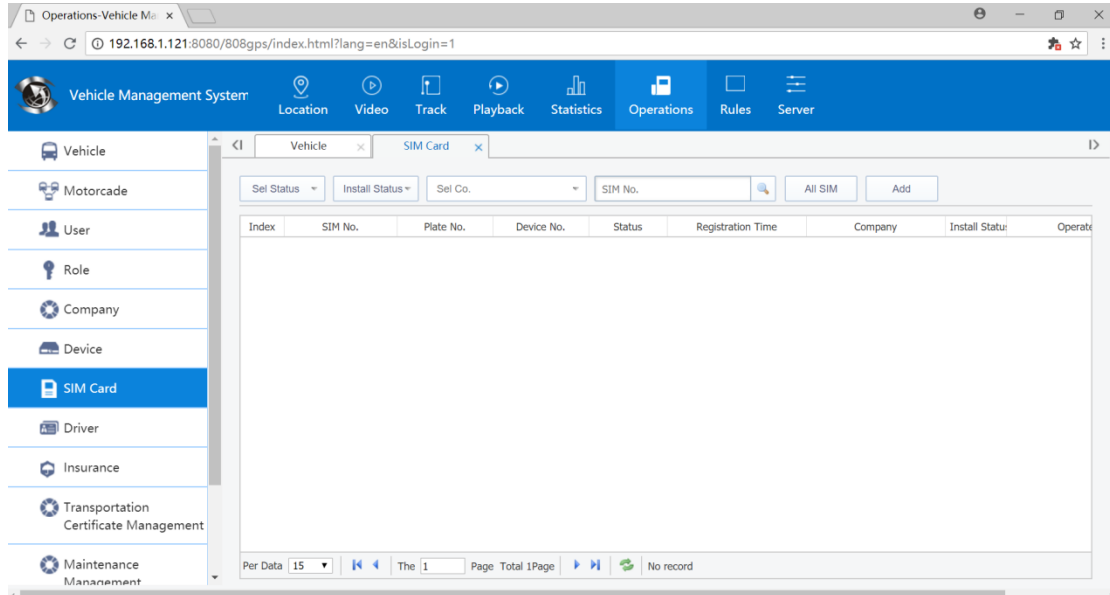 Operations-Vehicle Ma
192.168.1.121:8080/808gps/index.html?lang=en&isLogin=1
Vehicle Management System
Location Video Track Playback Statistics Operations Rules Server
Vehicle
Motorcade
User
Role
Company
Device
SIM Card
Driver
Insurance
Transportation
Certificate Management
Maintenance
Management
Vehicle SIM Card
Sel Status Install Status Sel Co. SIM No. All SIM Add
Index SIM No. Plate No. Device No. Status Registration Time Company Install Statu Operate
Per Data 15 The 1 Page Total 1Page No record